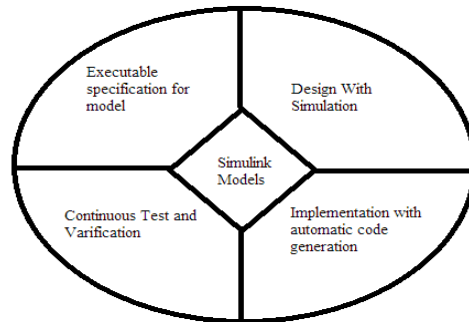 Executable
specification for
model
Design With
Simulation
Simulink
Models
Continuous Test and
Varification
Implementation with
automatic code
generation